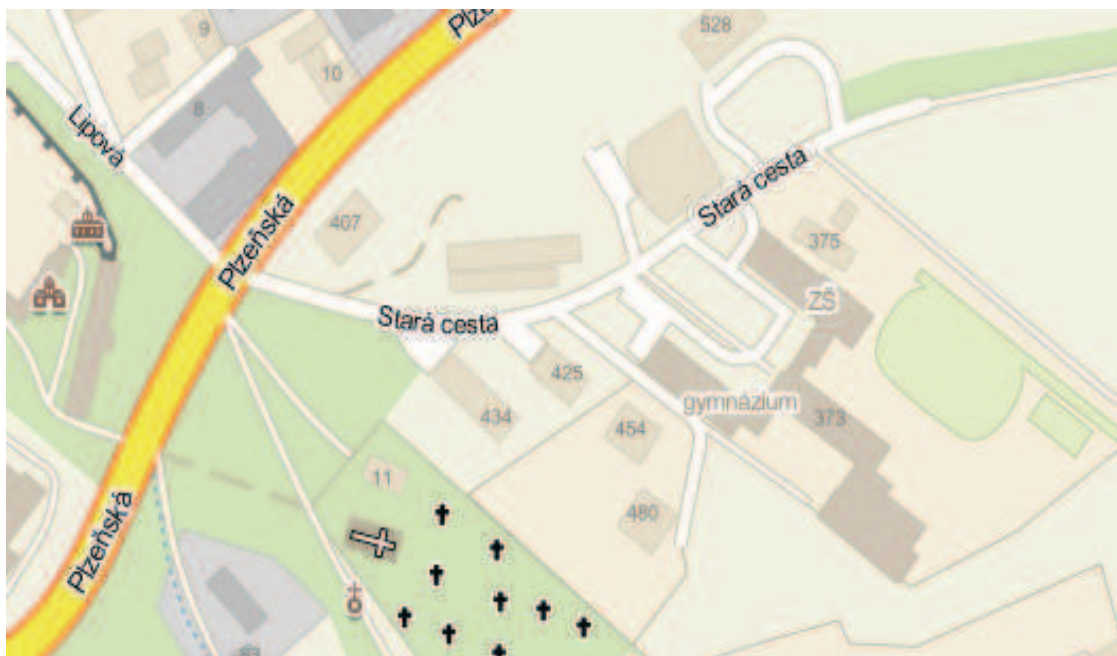 Plzeňská
9
528
10
8
Lipová
Stará cesta
Plzeňská
407
375
ZŠ
Stará cesta
425
gymnázium
434
454
373
11
480
Plzeňská